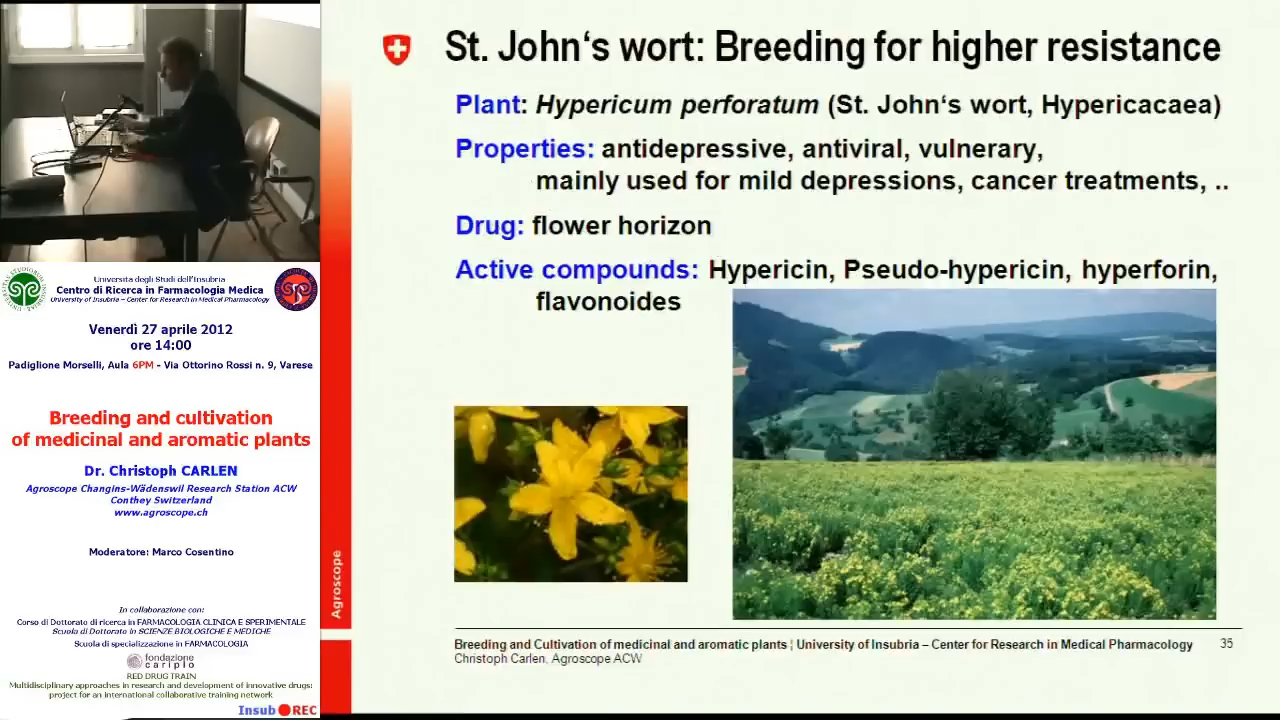 Università degli Studi dell'Insubria
Centro di Ricerca in Farmacologia Medica
University of Insubria – Center for Research in Medical Pharmacology
Venerdì 27 aprile 2012
ore 14:00
Padiglione Morselli, Aula 6PM - Via Ottorino Rossi n. 9, Varese
Breeding and cultivation
of medicinal and aromatic plants
Dr. Christoph CARLEN
Agroscope Changins-Wädenswil Research Station ACW
Conthey Switzerland
www.agroscope.ch
Moderatore: Marco Cosentino
In collaborazione con:
Corso di Dottorato di ricerca in FARMACOLOGIA CLINICA E SPERIMENTALE
Scuola di Dottorato in SCIENZE BIOLOGICHE E MEDICHE
Scuola di specializzazione in FARMACOLOGIA
fondazione
cariplo
RED DRUG TRAIN
Multidisciplinary approaches in research and development of innovative drugs:
project for an international collaborative training network
Insub REC
Agroscope
St. John‘s wort: Breeding for higher resistance
Plant: Hypericum perforatum (St. John‘s wort, Hypericacaea)
Properties: antidepressive, antiviral, vulnerary,
mainly used for mild depressions, cancer treatments, ..
Drug: flower horizon
Active compounds: Hypericin, Pseudo-hypericin, hyperforin,
flavonoides
Breeding and Cultivation of medicinal and aromatic plants | University of Insubria – Center for Research in Medical Pharmacology 35
Christoph Carlen, Agroscope ACW